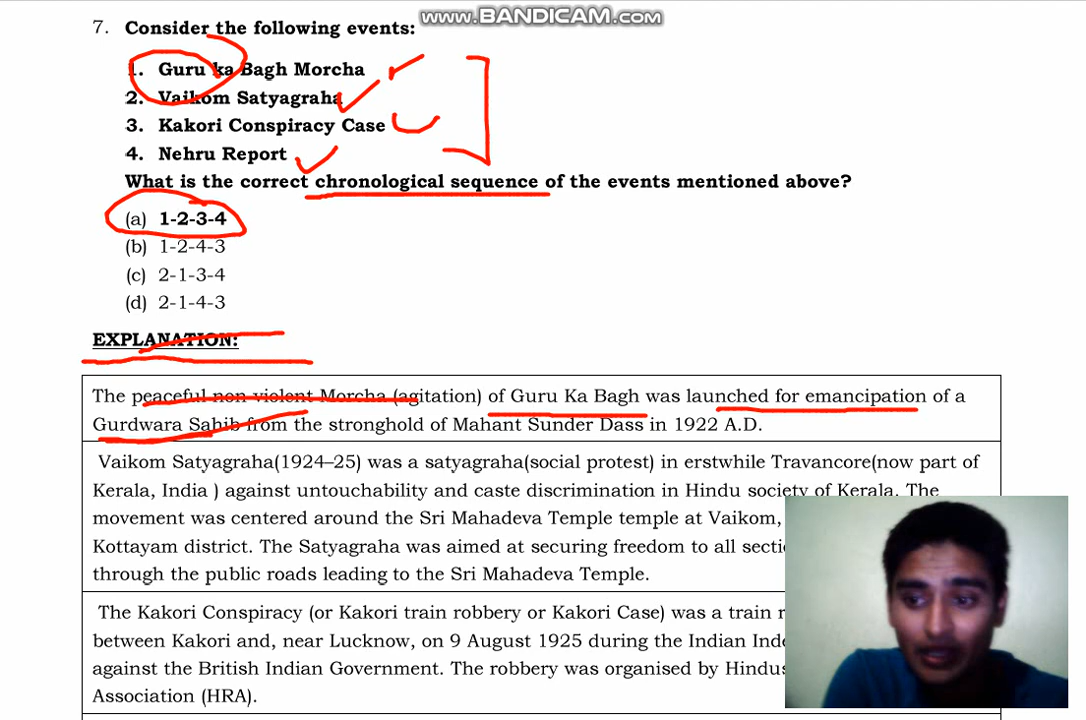 www.BANDICAM.com
7. Consider the following events:
1. Guru ka Bagh Morcha
2. Vaikom Satyagraha
3. Kakori Conspiracy Case
4. Nehru Report
What is the correct chronological sequence of the events mentioned above?
(a) 1-2-3-4
(b) 1-2-4-3
(c) 2-1-3-4
(d) 2-1-4-3
EXPLANATION:
The peaceful non-violent Morcha (agitation) of Guru Ka Bagh was launched for emancipation of a
Gurdwara Sahib from the stronghold of Mahant Sunder Dass in 1922 A.D.
Vaikom Satyagraha(1924–25) was a satyagraha(social protest) in erstwhile Travancore(now part of
Kerala, India ) against untouchability and caste discrimination in Hindu society of Kerala. The
movement was centered around the Sri Mahadeva Temple temple at Vaikom,
Kottayam district. The Satyagraha was aimed at securing freedom to all
through the public roads leading to the Sri Mahadeva Temple.
The Kakori Conspiracy (or Kakori train robbery or Kakori Case) was a train
between Kakori and, near Lucknow, on 9 August 1925 during the Indian
against the British Indian Government. The robbery was organised by
Association (HRA).